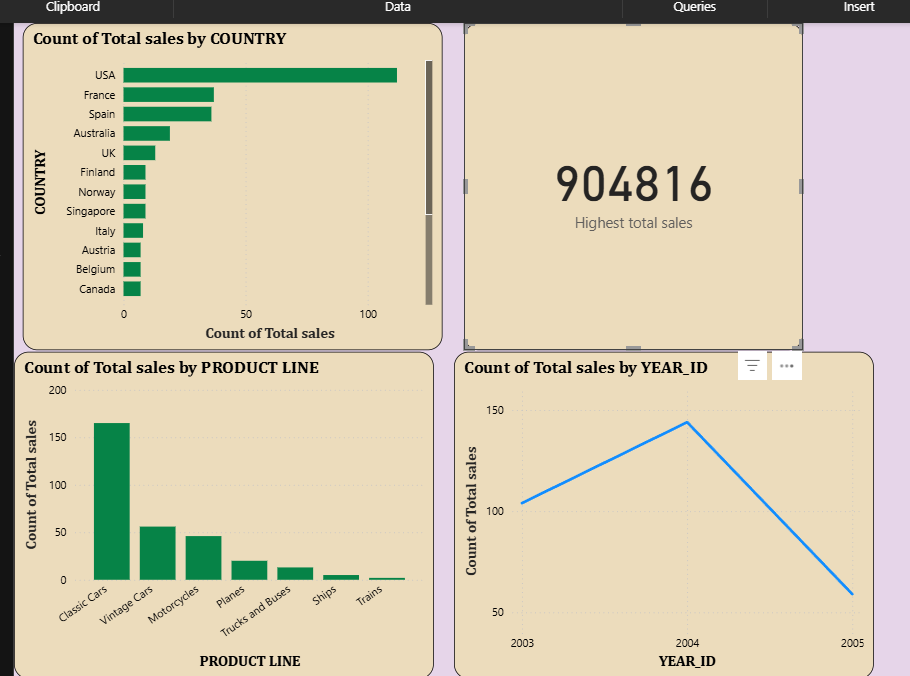 Clipboard
Data
Queries
Insert
Count of Total sales by COUNTRY
COUNTRY
USA
France
Spain
Australia
UK
Finland
Norway
Singapore
Italy
Austria
Belgium
Canada
0 50 100
Count of Total sales
904816
Highest total sales
Count of Total sales by PRODUCT LINE
Count of Total sales
200
150
100
50
0
Classic Cars
Vintage Cars
Motorcycles
Planes
Trucks and Buses
Ships
Trains
PRODUCT LINE
Count of Total sales by YEAR_ID
Count of Total sales
150
100
50
2003 2004 2005
YEAR_ID